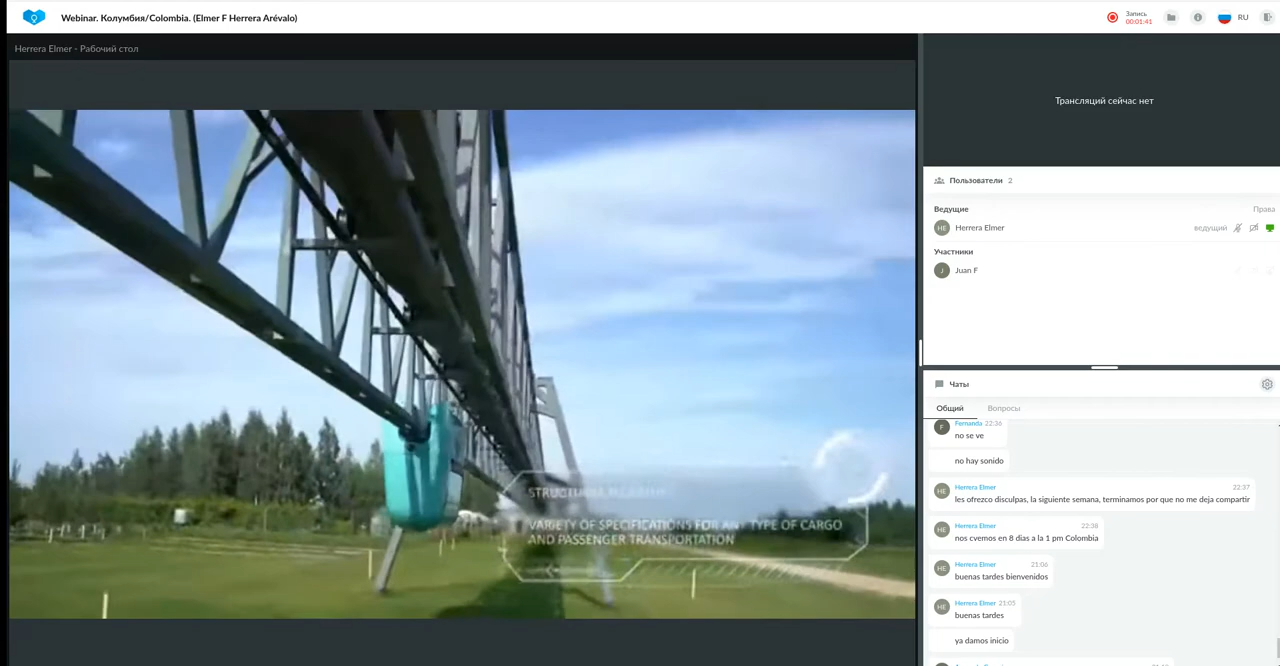 Webinar. Колумбия/Colombia. (Elmer F Herrera Arévalo)
Запись
00:01:41
RU
Herrera Elmer - Рабочий стол
VARIETY OF SPECIFICATIONS FOR ANY TYPE OF CARGO
AND PASSENGER TRANSPORTATION
Трансляций сейчас нет
Пользователи 2
Ведущие Права
HE Herrera Elmer ведущий
Участники
J Juan F
Чаты
Общий Вопросы
F Fernanda 22:36
no se ve
no hay sonido
HE Herrera Elmer 22:37
les ofrezco disculpas, la siguiente semana, terminamos por que no me deja compartir
HE Herrera Elmer 22:38
nos cvemos en 8 dias a la 1 pm Colombia
HE Herrera Elmer 21:06
buenas tardes bienvenidos
HE Herrera Elmer 21:05
buenas tardes
ya damos inicio